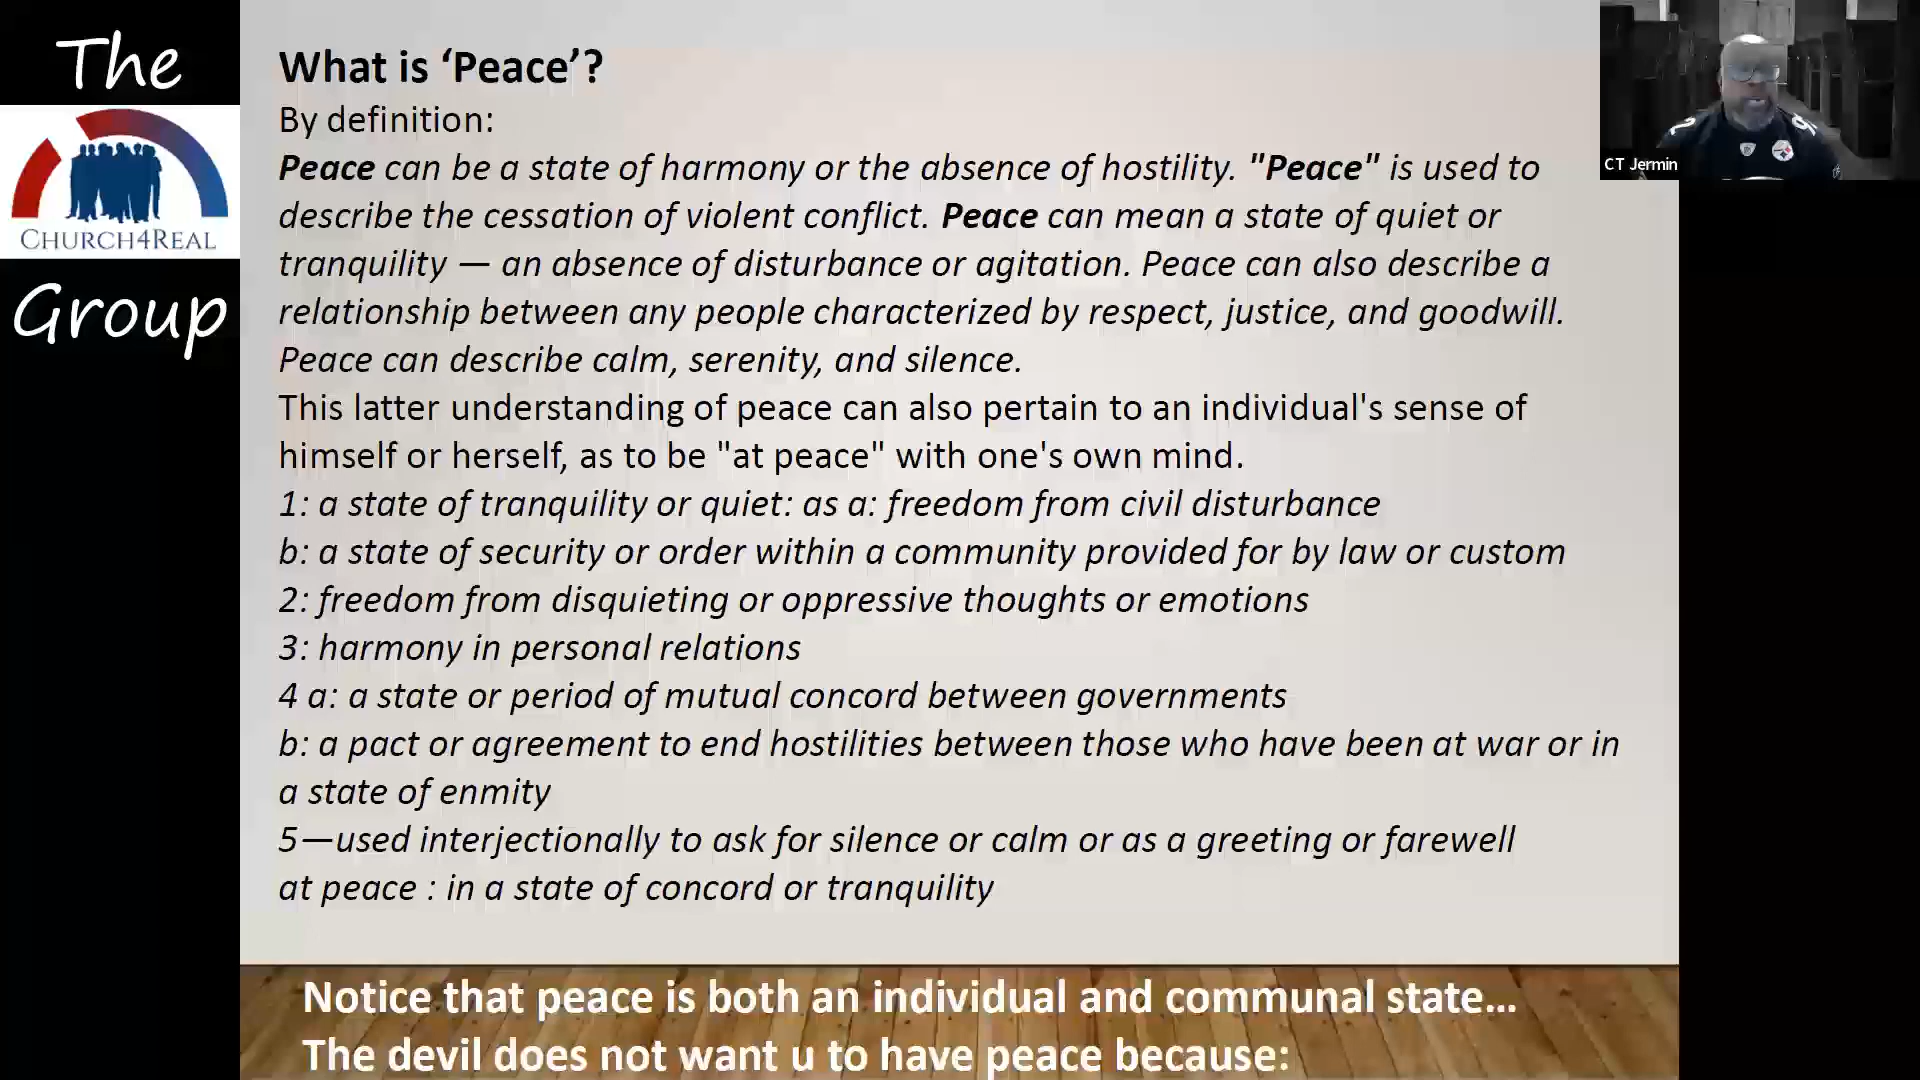 The
CHURCH4REAL
Group
What is ‘Peace’?
By definition:
Peace can be a state of harmony or the absence of hostility. "Peace" is used to
describe the cessation of violent conflict. Peace can mean a state of quiet or
tranquility — an absence of disturbance or agitation. Peace can also describe a
relationship between any people characterized by respect, justice, and goodwill.
Peace can describe calm, serenity, and silence.
This latter understanding of peace can also pertain to an individual's sense of
himself or herself, as to be "at peace" with one's own mind.
1: a state of tranquility or quiet: as a: freedom from civil disturbance
b: a state of security or order within a community provided for by law or custom
2: freedom from disquieting or oppressive thoughts or emotions
3: harmony in personal relations
4 a: a state or period of mutual concord between governments
b: a pact or agreement to end hostilities between those who have been at war or in
a state of enmity
5—used interjectionally to ask for silence or calm or as a greeting or farewell
at peace : in a state of concord or tranquility
Notice that peace is both an individual and communal state...
The devil does not want u to have peace because:
CT Jermin